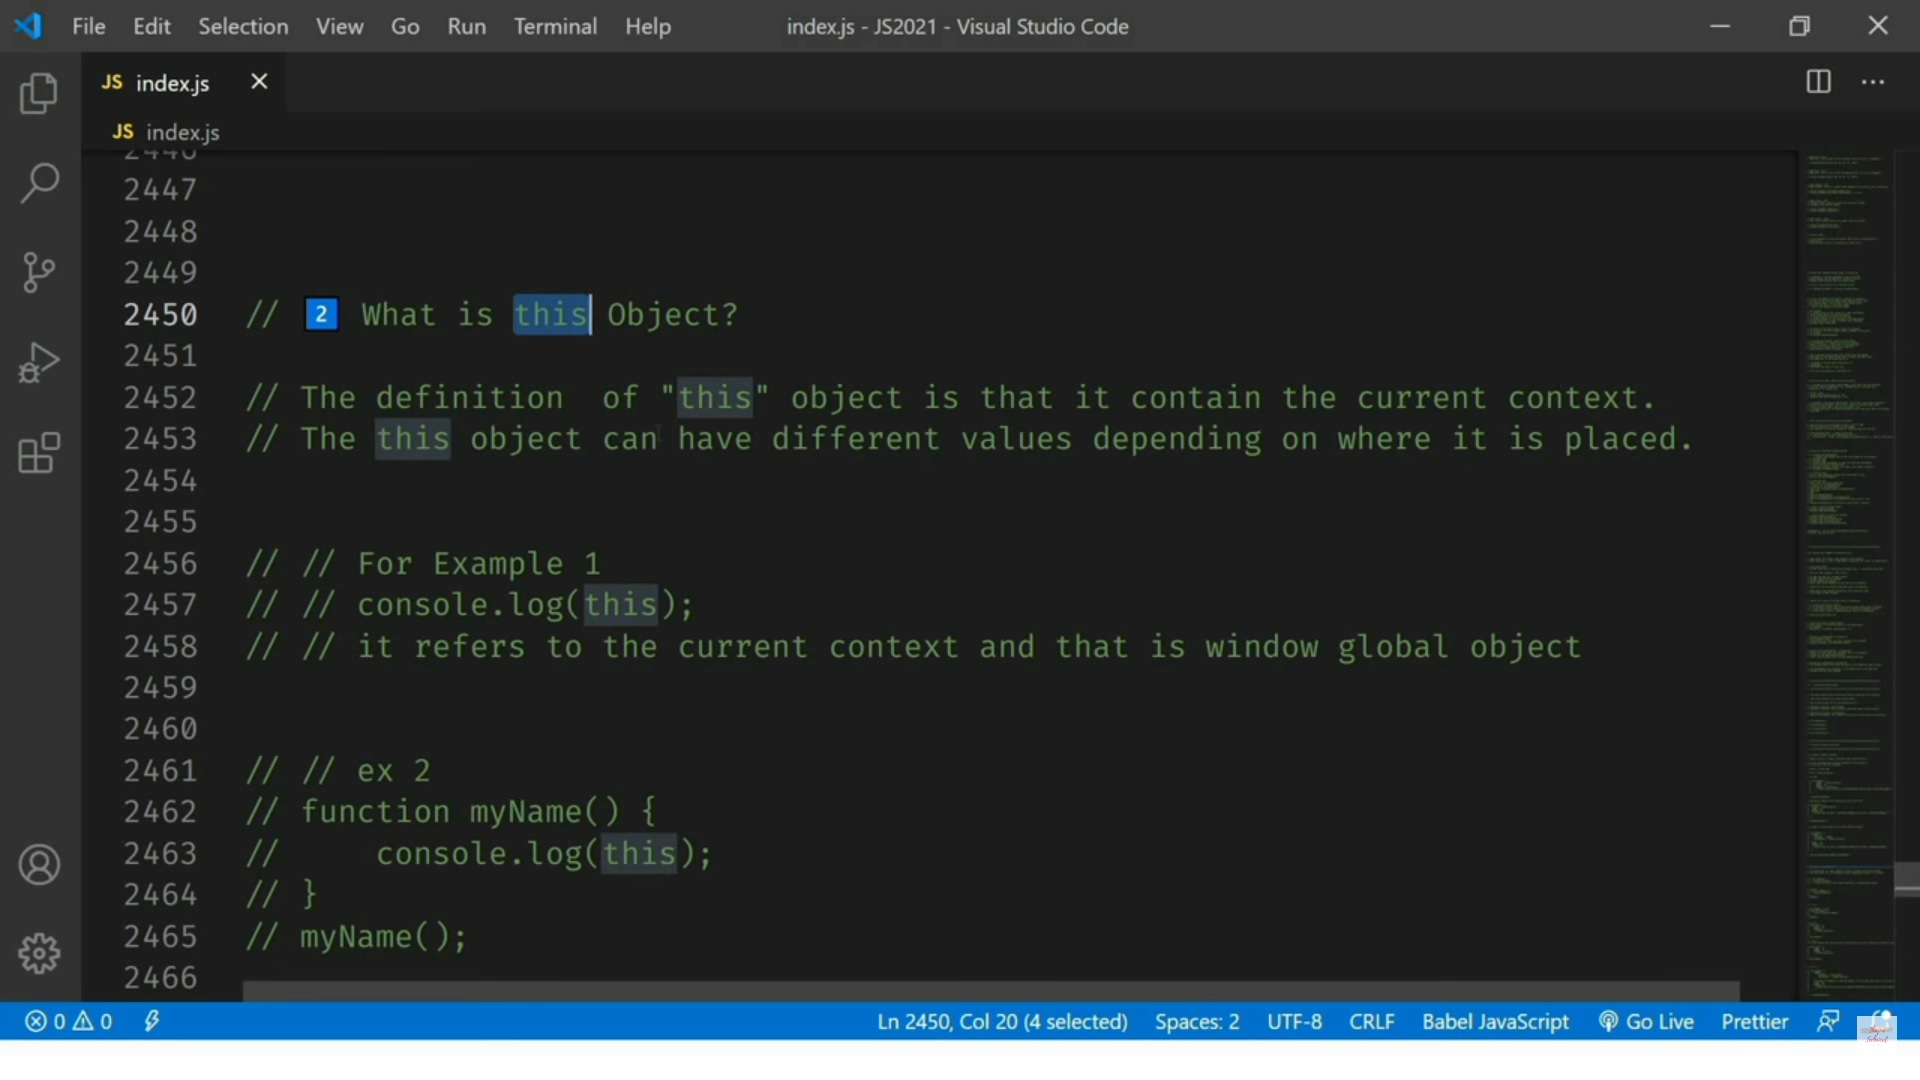 File Edit Selection View Go Run Terminal Help index.js - JS2021 - Visual Studio Code
JS index.js
JS index.js
2446
2447
2448
2449
2450 // 2 What is this Object?
2451
2452 // The definition  of "this" object is that it contain the current context.
2453 // The this object can have different values depending on where it is placed.
2454
2455
2456 // // For Example 1
2457 // // console.log(this);
2458 // // it refers to the current context and that is window global object
2459
2460
2461 // // ex 2
2462 // function myName() {
2463 //     console.log(this);
2464 // }
2465 // myName();
2466
0 0 Ln 2450, Col 20 (4 selected) Spaces: 2 UTF-8 CRLF Babel JavaScript Go Live Prettier